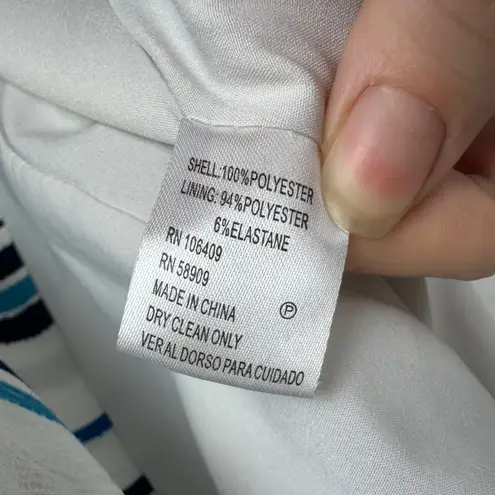 SHELL:100%POLYESTER
LINING: 94%POLYESTER
6%ELASTANE
RN 106409
RN 58909
MADE IN CHINA
Ⓟ
DRY CLEAN ONLY
VER AL DORSO PARA CUIDADO